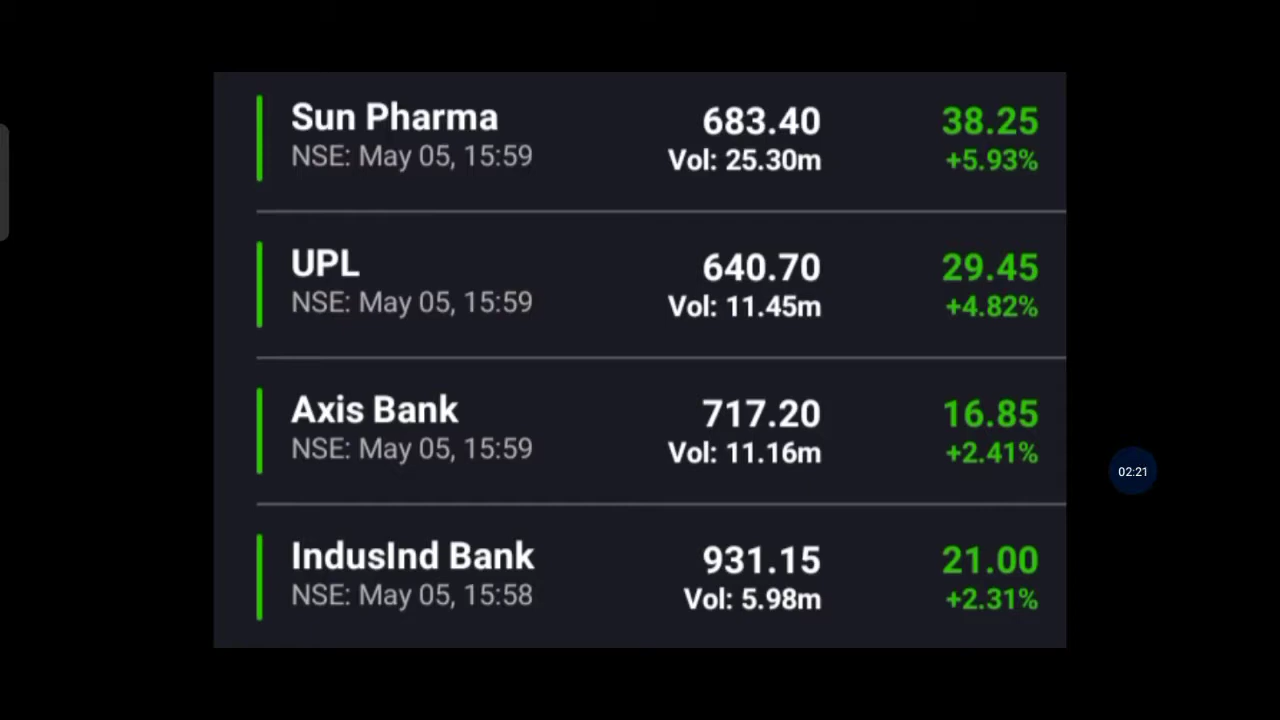 Sun Pharma 683.40 38.25
NSE: May 05, 15:59 Vol: 25.30m +5.93%
UPL 640.70 29.45
NSE: May 05, 15:59 Vol: 11.45m +4.82%
Axis Bank 717.20 16.85
NSE: May 05, 15:59 Vol: 11.16m +2.41%
02:21
IndusInd Bank 931.15 21.00
NSE: May 05, 15:58 Vol: 5.98m +2.31%